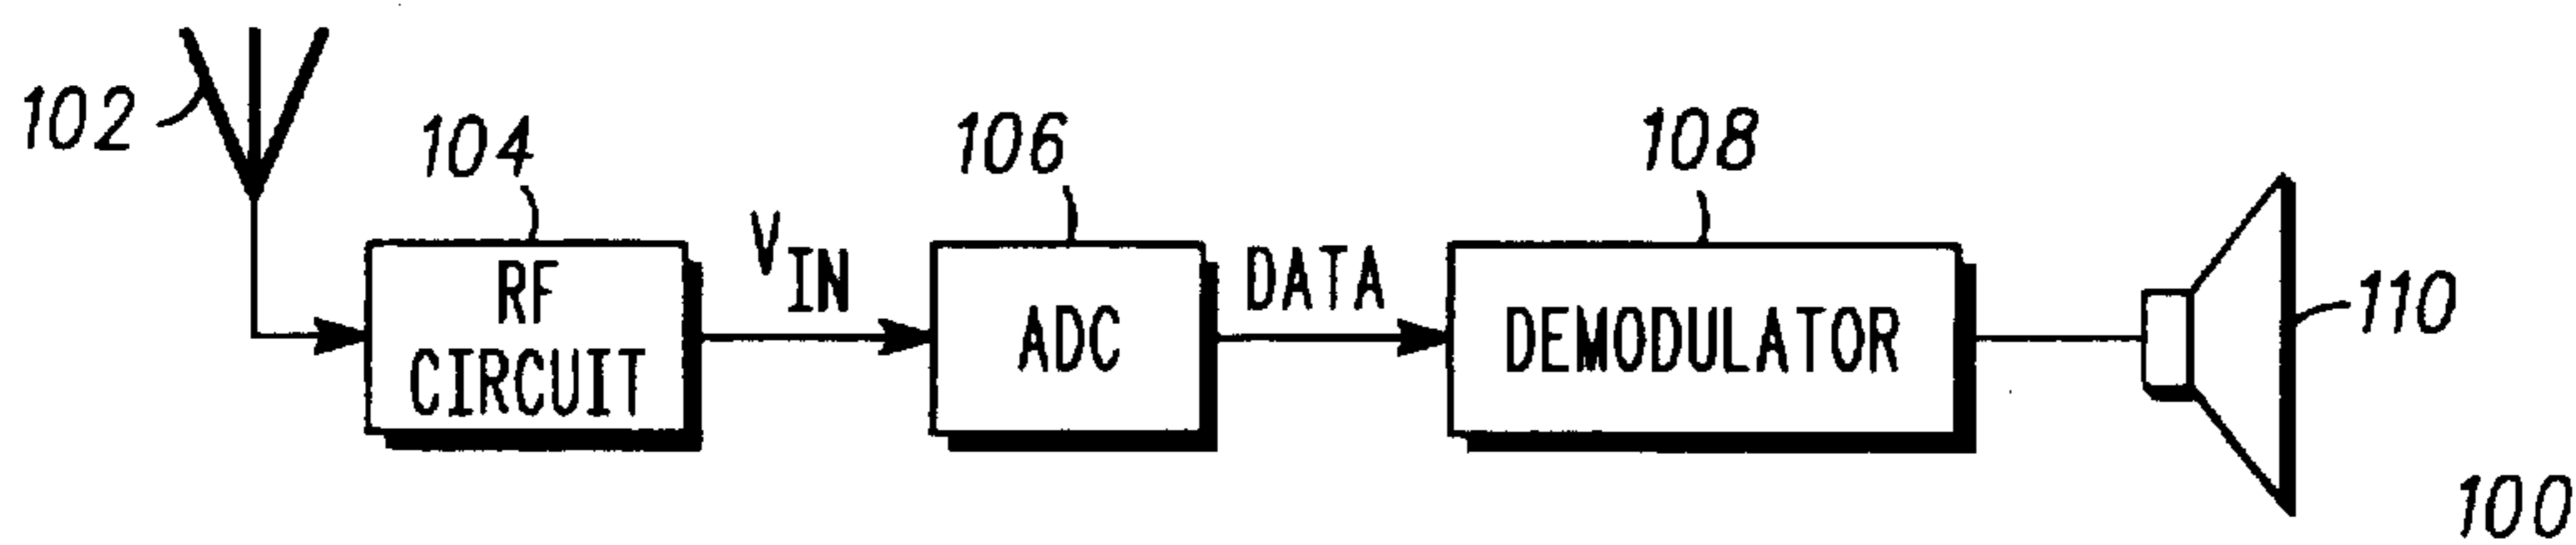 102
104
RF
CIRCUIT
V IN
106
ADC
DATA
108
DEMODULATOR
110
100